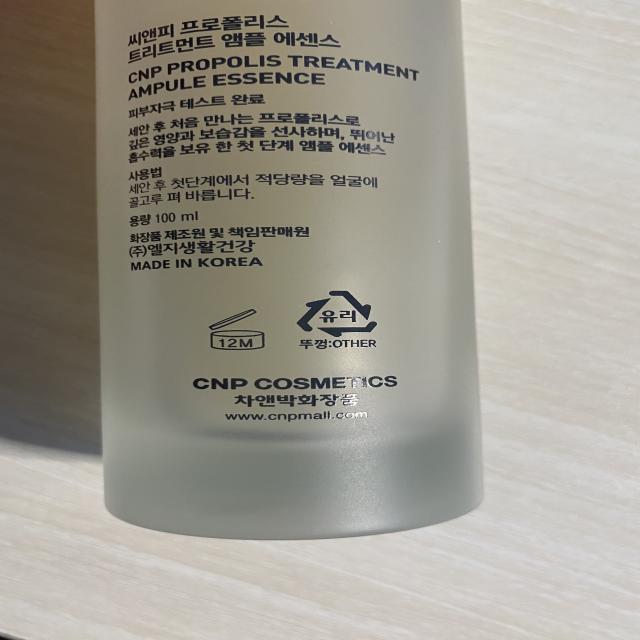 씨앤피 프로폴리스
트리트먼트 앰플 에센스
CNP PROPOLIS TREATMENT
AMPULE ESSENCE
피부자극 테스트 완료
세안 후 처음 만나는 프로폴리스로
깊은 영양과 보습감을 선사하며, 뛰어난
흡수력을 보유 한 첫 단계 앰플 에센스
사용법
세안 후 첫단계에서 적당량을 얼굴에
골고루 펴 바릅니다.
용량 100 ml
화장품 제조원 및 책임판매원
(주)엘지생활건강
MADE IN KOREA
12M
유리
뚜껑:OTHER
CNP COSMETICS
차앤박화장품
www.cnpmall.com